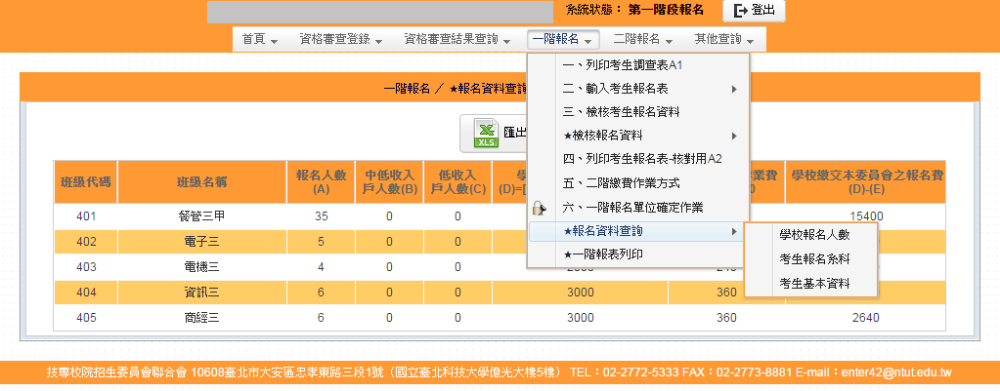 系統狀態： 第一階段報名
登出
首頁 資格審查登錄 資格審查結果查詢 一階報名 二階報名 其他查詢
一階報名 ／ ★報名資料查詢
一、列印考生調查表A1
二、輸入考生報名表
三、檢核考生報名資料
★檢核報名資料
四、列印考生報名表-核對用A2
五、二階繳費作業方式
六、一階報名單位確定作業
★報名資料查詢
★一階報表列印
學校報名人數
考生報名系科
考生基本資料
XLS 匯出
班級代碼 班級名稱 報名人數 (A) 中低收入 戶人數(B) 低收入 戶人數(C) 學校繳交本委員會之報名費 (D)-(E)
401 餐管三甲 35 0 0 15400
402 電子三 5 0 0
403 電機三 4 0 0
404 資訊三 6 0 0 3000 360
405 商經三 6 0 0 3000 360 2640
技專校院招生委員會聯合會 10608臺北市大安區忠孝東路三段1號（國立臺北科技大學億光大樓5樓） TEL：02-2772-5333 FAX：02-2773-8881 E-mail：enter42@ntut.edu.tw